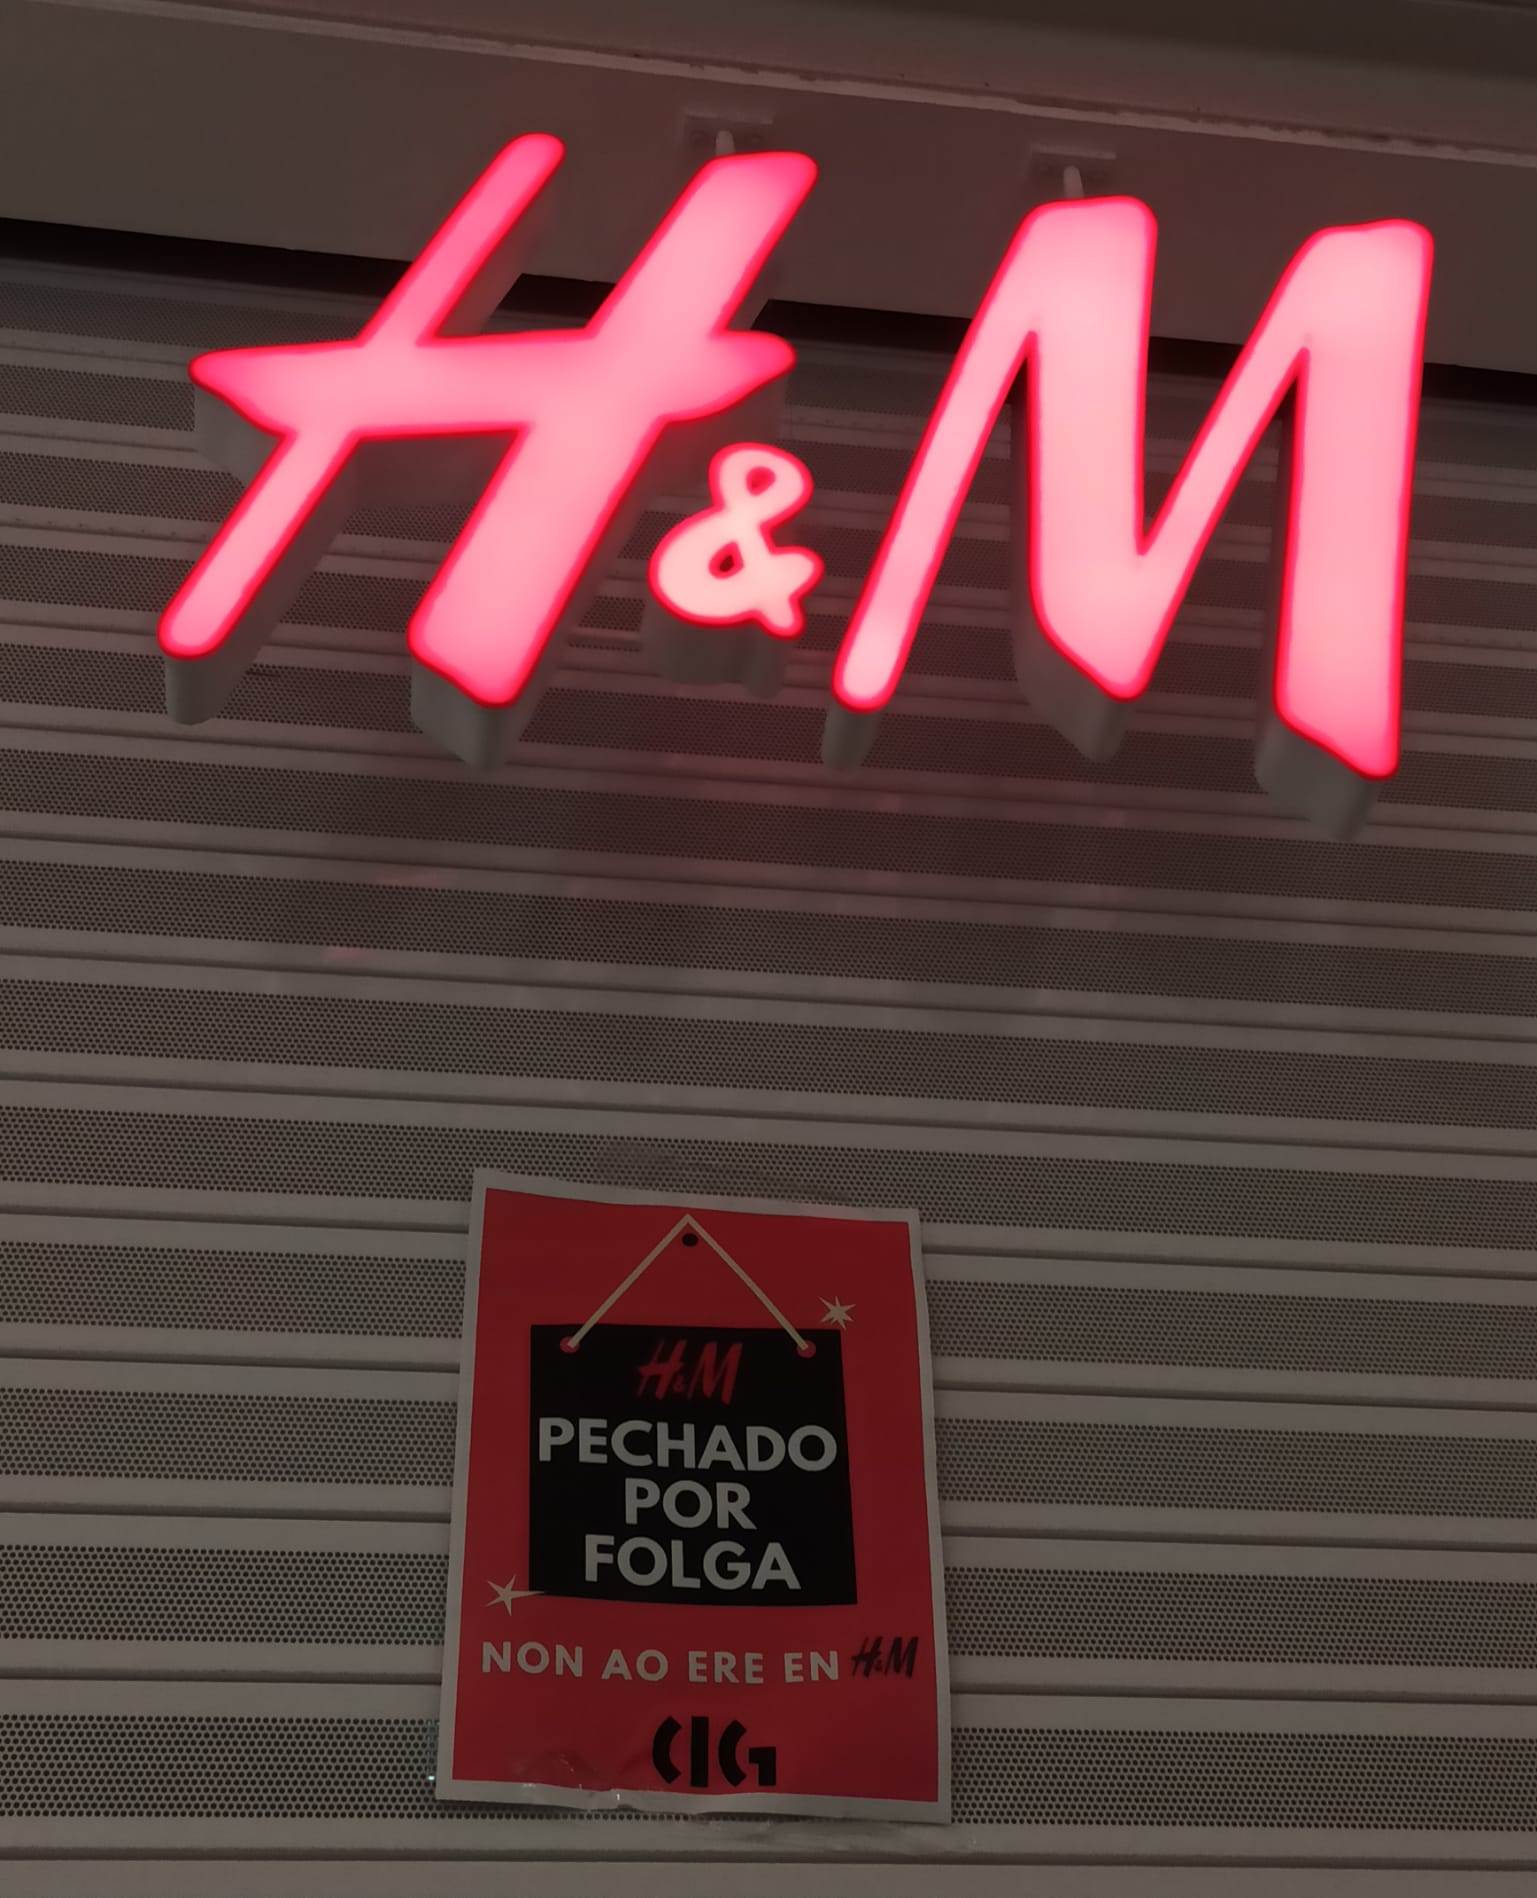 H&M
H&M
PECHADO
POR
FOLGA
NON AO ERE EN H&M
CIG